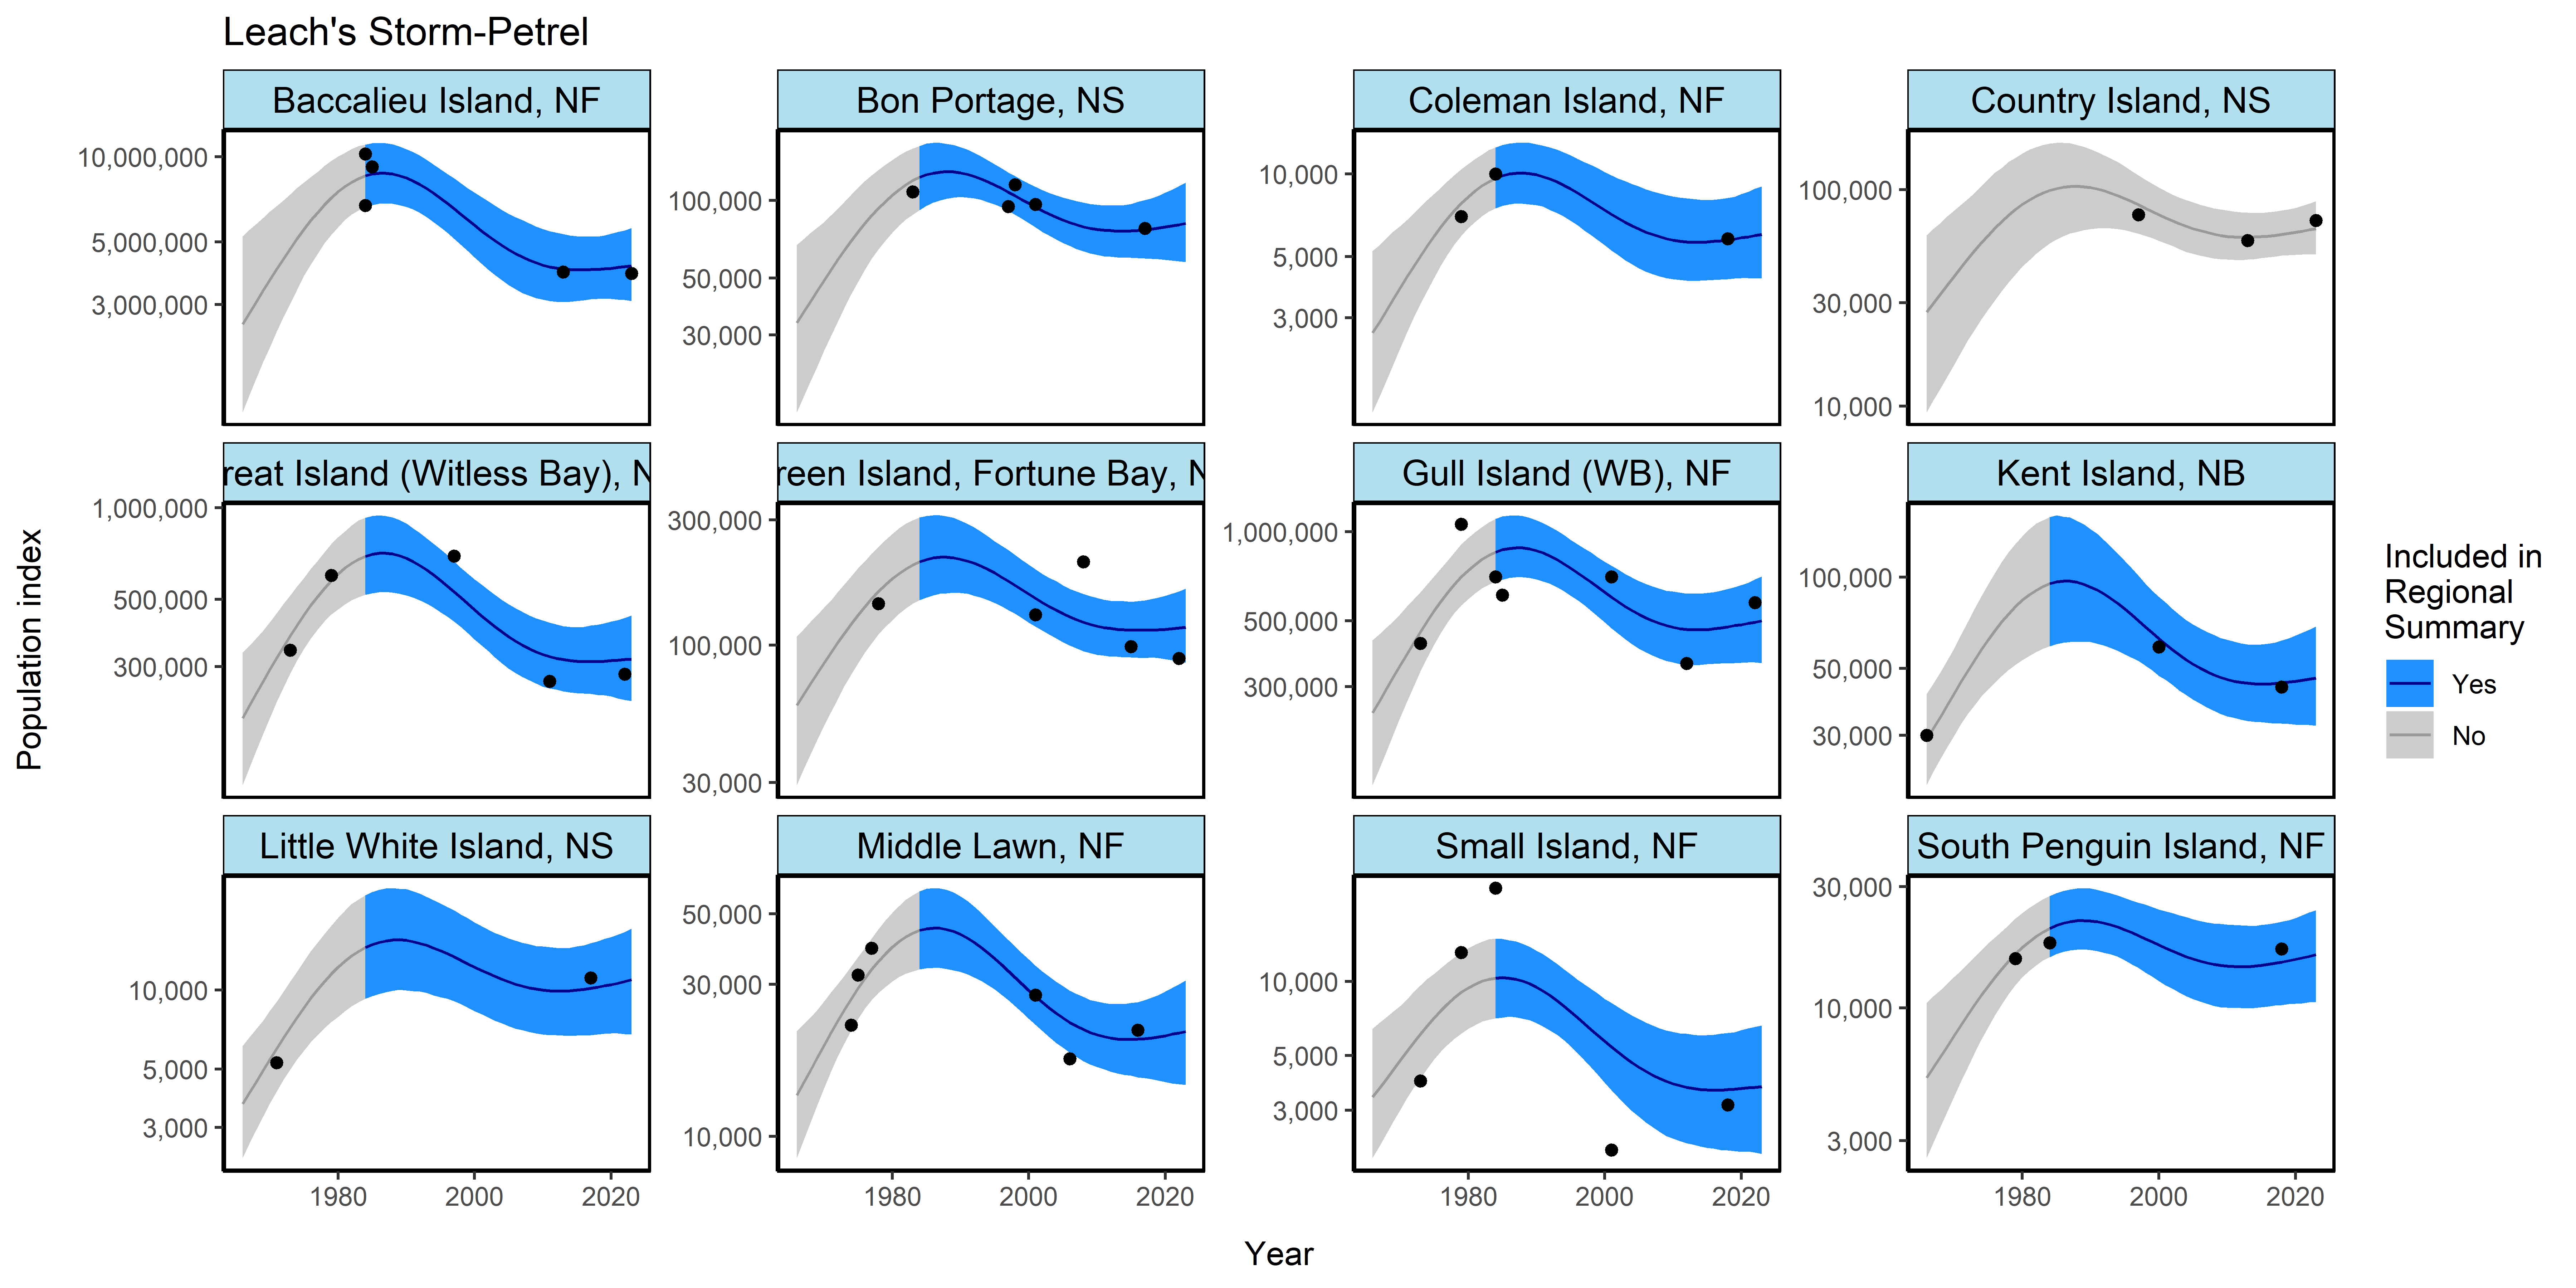 Leach's Storm-Petrel
Baccalieu Island, NF
Bon Portage, NS
Coleman Island, NF
Country Island, NS
10,000,000
5,000,000
3,000,000
100,000
50,000
30,000
10,000
5,000
3,000
100,000
30,000
10,000
reat Island (Witless Bay), N
reen Island, Fortune Bay, N
Gull Island (WB), NF
Kent Island, NB
1,000,000
500,000
300,000
300,000
100,000
30,000
1,000,000
500,000
300,000
100,000
50,000
30,000
Little White Island, NS
Middle Lawn, NF
Small Island, NF
South Penguin Island, NF
10,000
5,000
3,000
50,000
30,000
10,000
10,000
5,000
3,000
30,000
10,000
3,000
1980
2000
2020
1980
2000
2020
1980
2000
2020
1980
2000
2020
Population index
Year
Included in
Regional
Summary
Yes
No